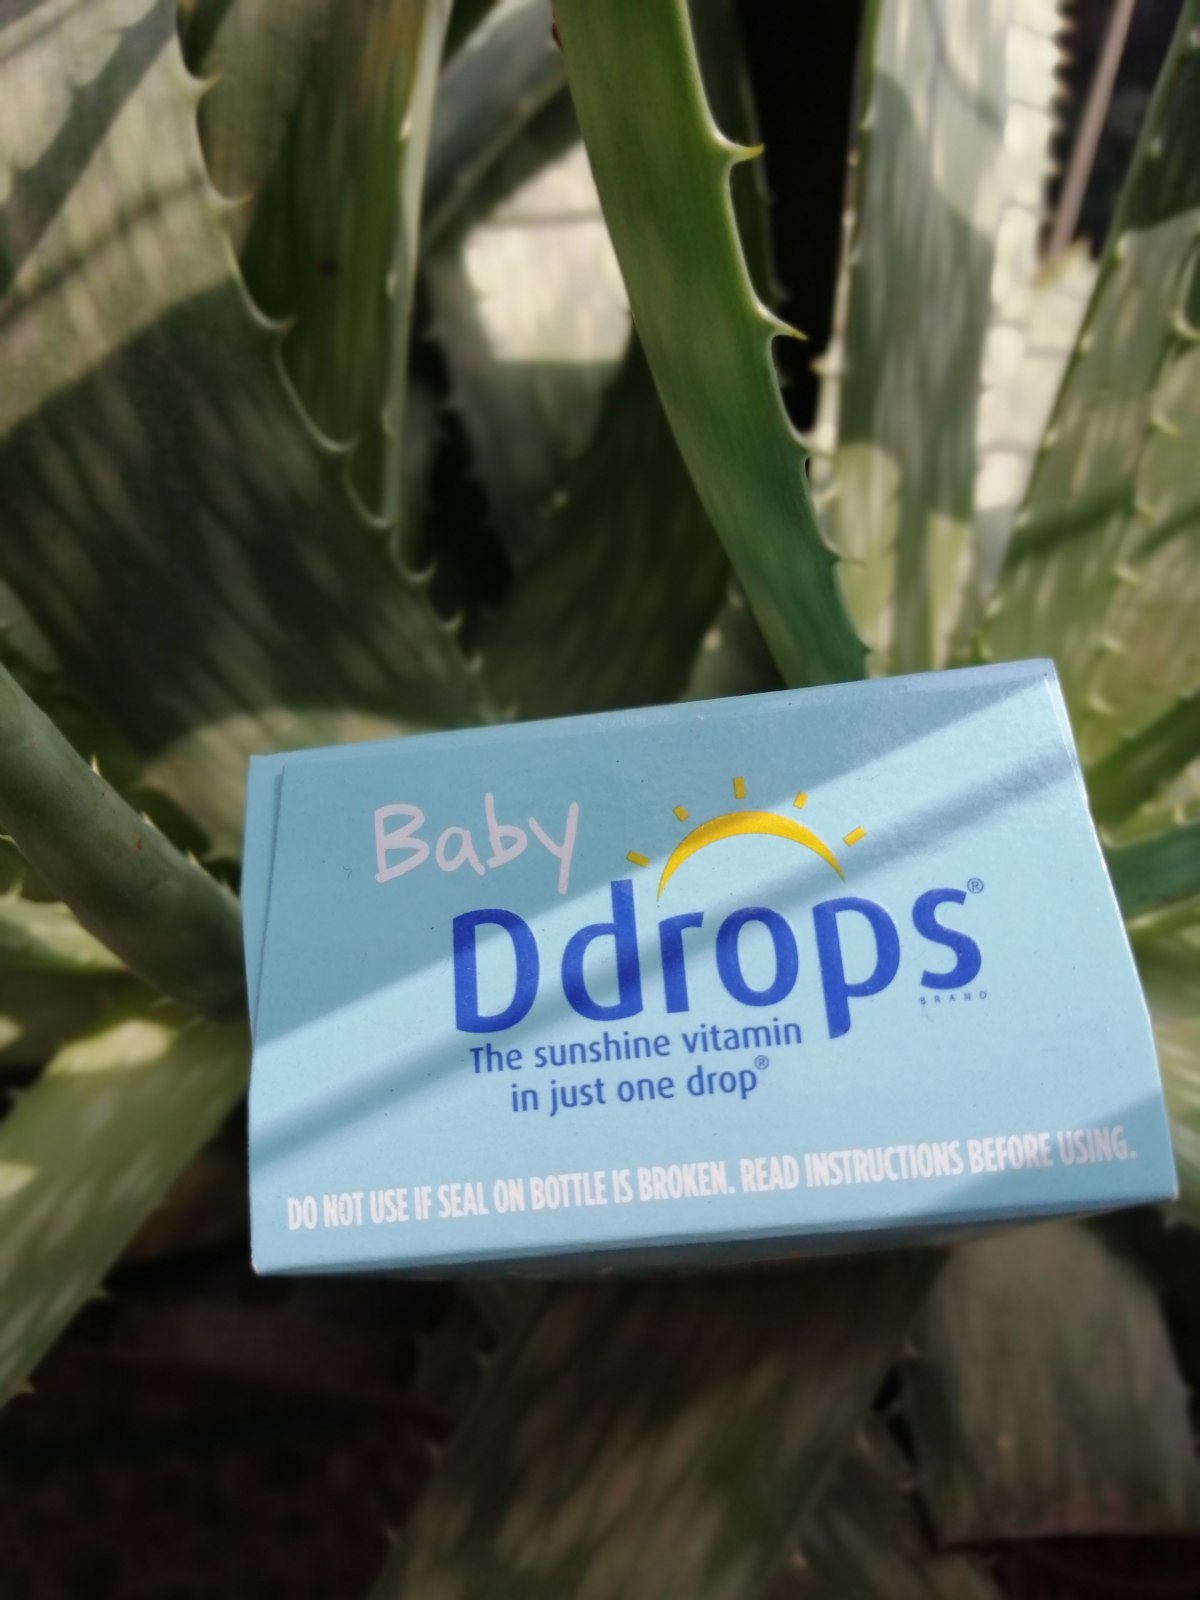 Baby
Ddrops®
BRAND
The sunshine vitamin
in just one drop®
DO NOT USE IF SEAL ON BOTTLE IS BROKEN. READ INSTRUCTIONS BEFORE USING.